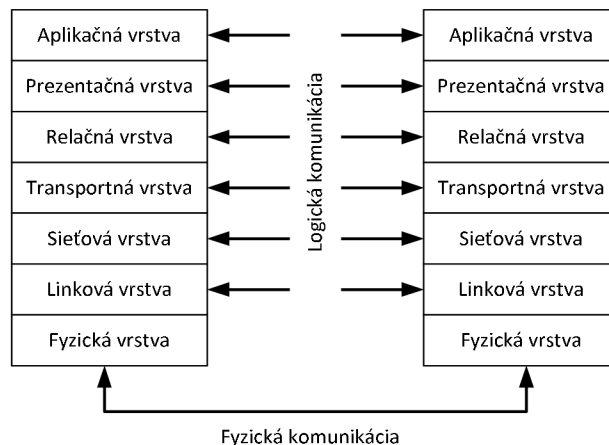 Aplikačná vrstva
Prezentačná vrstva
Relačná vrstva
Transportná vrstva
Sieťová vrstva
Linková vrstva
Fyzická vrstva
Logická komunikácia
Aplikačná vrstva
Prezentačná vrstva
Relačná vrstva
Transportná vrstva
Sieťová vrstva
Linková vrstva
Fyzická vrstva
Fyzická komunikácia